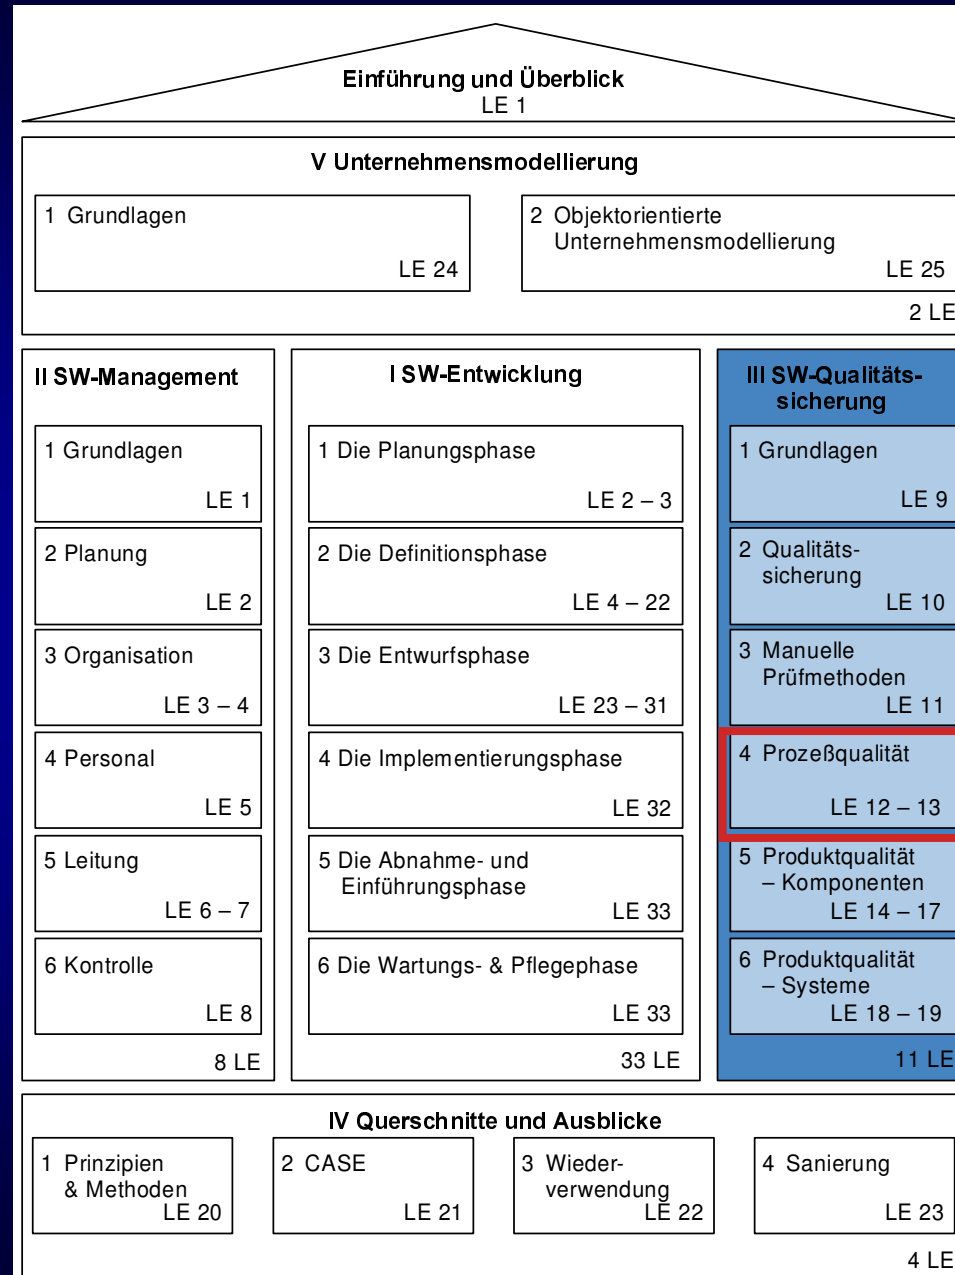 Einführung und Überblick
LE 1
V Unternehmensmodellierung
1 Grundlagen
LE 24
2 Objektorientierte
Unternehmensmodellierung
LE 25
2 LE
II SW-Management
1 Grundlagen
LE 1
2 Planung
LE 2
3 Organisation
LE 3 – 4
4 Personal
LE 5
5 Leitung
LE 6 – 7
6 Kontrolle
LE 8
8 LE
I SW-Entwicklung
1 Die Planungsphase
LE 2 – 3
2 Die Definitionsphase
LE 4 – 22
3 Die Entwurfsphase
LE 23 – 31
4 Die Implementierungsphase
LE 32
5 Die Abnahme- und
Einführungsphase
LE 33
6 Die Wartungs- & Pflegephase
LE 33
33 LE
III SW-Qualitäts-
sicherung
1 Grundlagen
LE 9
2 Qualitäts-
sicherung
LE 10
3 Manuelle
Prüfmethoden
LE 11
4 Prozeßqualität
LE 12 – 13
5 Produktqualität
– Komponenten
LE 14 – 17
6 Produktqualität
– Systeme
LE 18 – 19
11 LE
IV Querschnitte und Ausblicke
1 Prinzipien
& Methoden
LE 20
2 CASE
LE 21
3 Wieder-
verwendung
LE 22
4 Sanierung
LE 23
4 LE